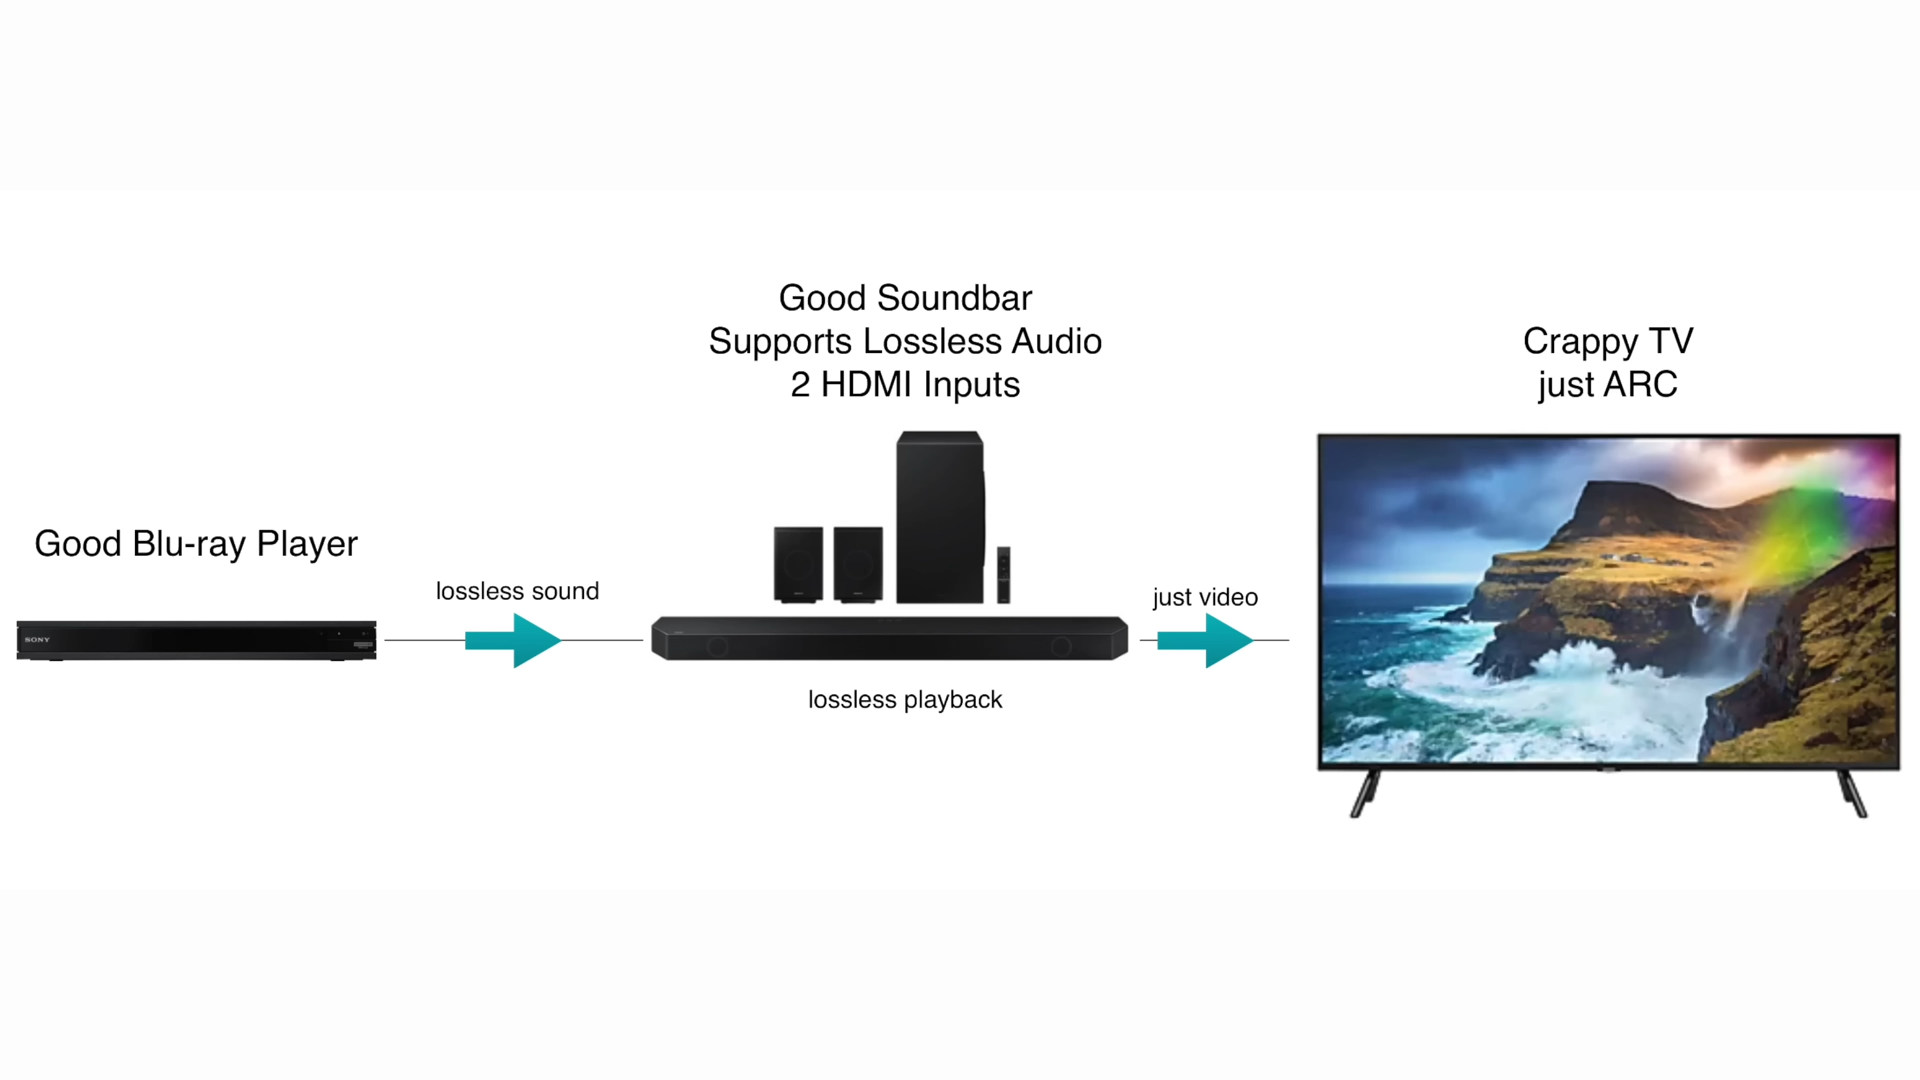 Good Soundbar
Supports Lossless Audio
2 HDMI Inputs
Crappy TV
just ARC
Good Blu-ray Player
lossless sound
just video
SONY
lossless playback